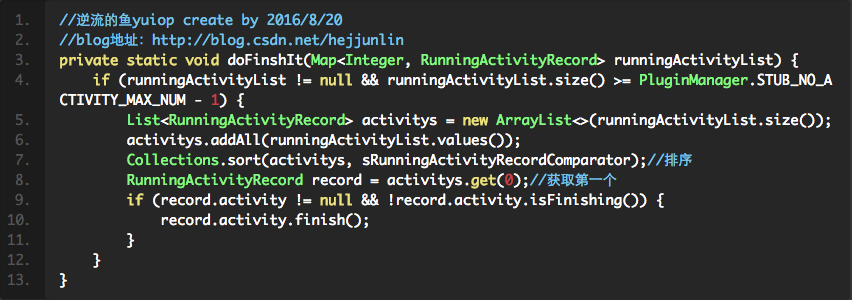 1. //逆流的鱼yuiop create by 2016/8/20
2. //blog地址: http://blog.csdn.net/hejjunlin
3. private static void doFinshIt(Map<Integer, RunningActivityRecord> runningActivityList) {
4.     if (runningActivityList != null && runningActivityList.size() >= PluginManager.STUB_NO_A
CTIVITY_MAX_NUM - 1) {
5.         List<RunningActivityRecord> activitys = new ArrayList<>(runningActivityList.size());
6.         activitys.addAll(runningActivityList.values());
7.         Collections.sort(activitys, sRunningActivityRecordComparator);//排序
8.         RunningActivityRecord record = activitys.get(0);//获取第一个
9.         if (record.activity != null && !record.activity.isFinishing()) {
10.             record.activity.finish();
11.         }
12.     }
13. }